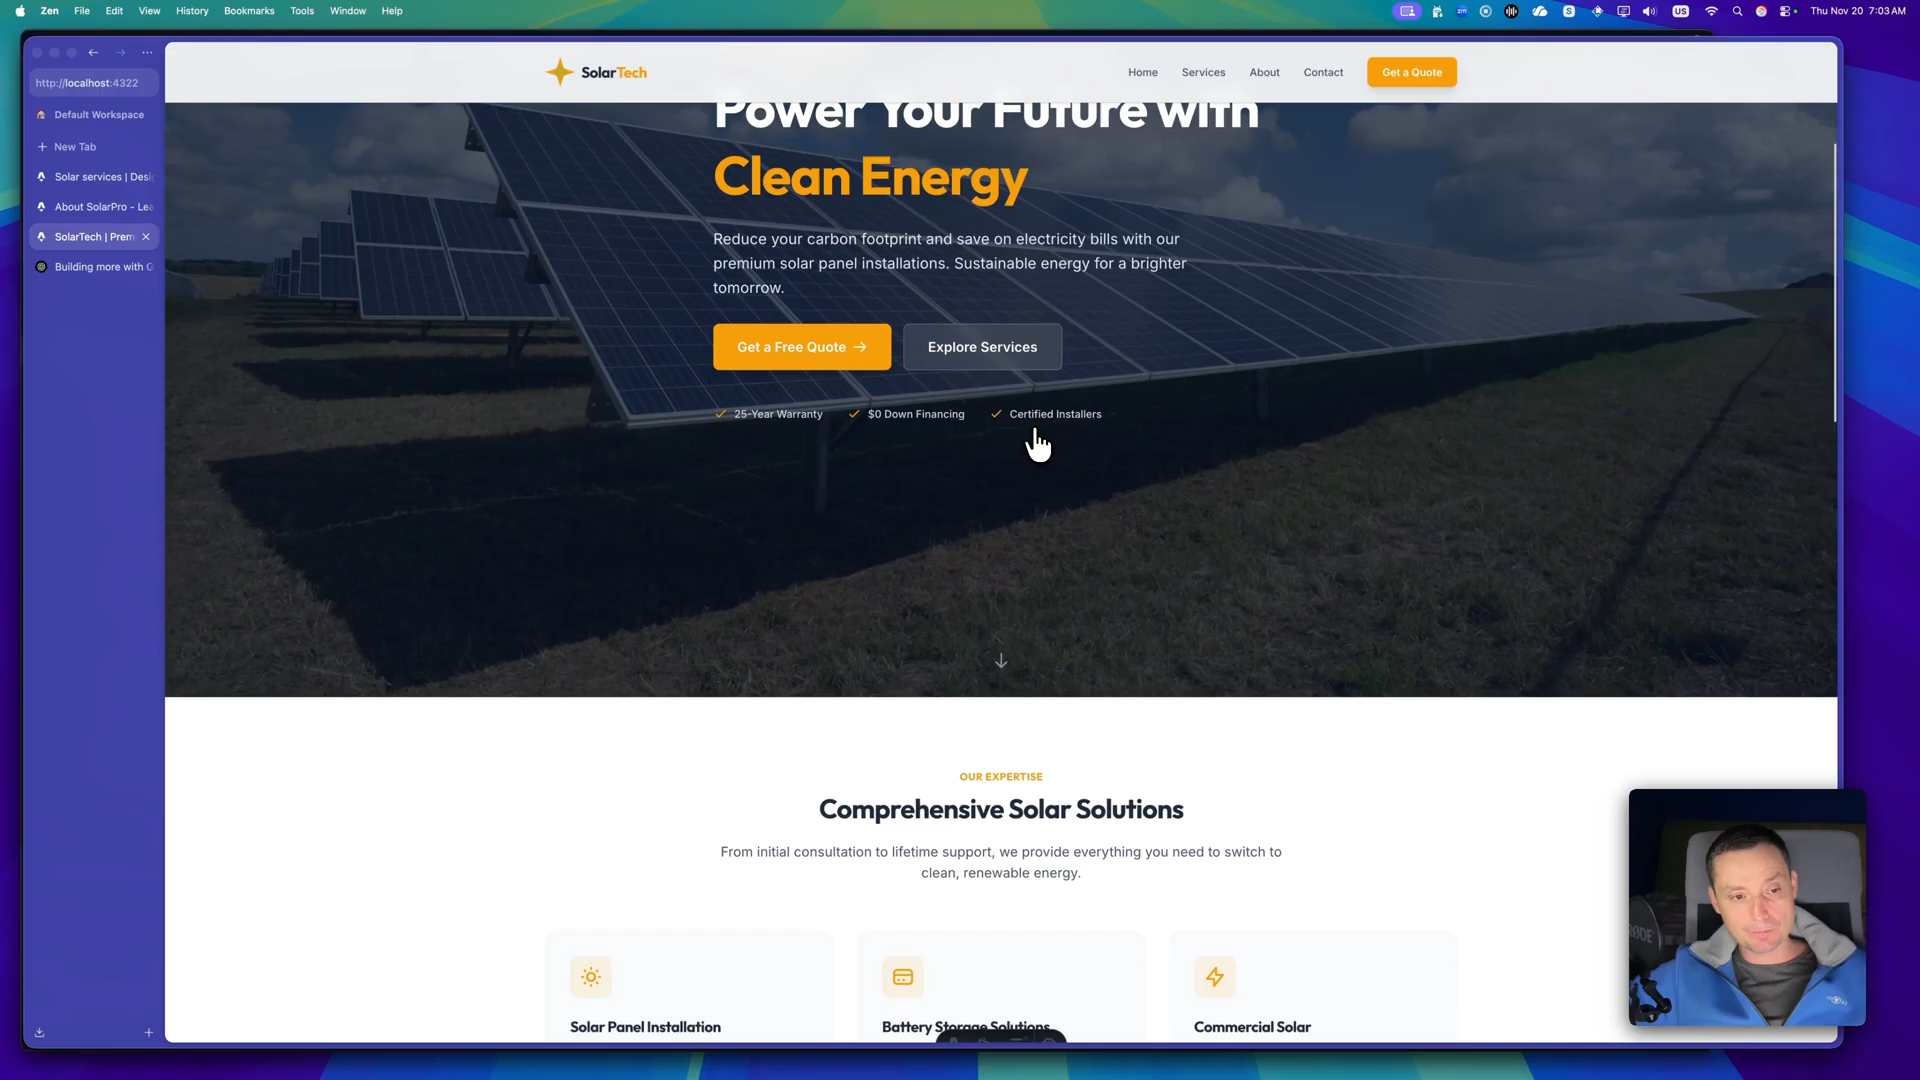 Zen File Edit View History Bookmarks Tools Window Help
zm S US Thu Nov 20 7:03 AM
http://localhost:4322
Default Workspace
New Tab
Solar services | Desi
About SolarPro - Lea
SolarTech | Prem
Building more with G
SolarTech
Home Services About Contact Get a Quote
Power Your Future with
Clean Energy
Reduce your carbon footprint and save on electricity bills with our
premium solar panel installations. Sustainable energy for a brighter
tomorrow.
Get a Free Quote → Explore Services
25-Year Warranty $0 Down Financing Certified Installers
OUR EXPERTISE
Comprehensive Solar Solutions
From initial consultation to lifetime support, we provide everything you need to switch to
clean, renewable energy.
Solar Panel Installation Battery Storage Solutions Commercial Solar
RØDE